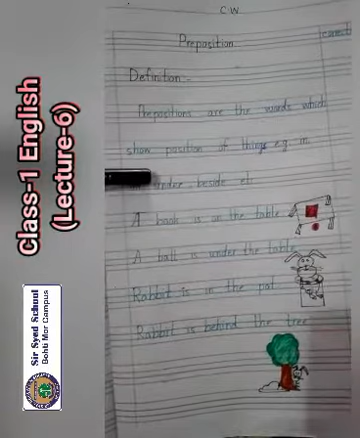 C W
Preposition
Definition:-
Prepositions are the words which
show position of things e.g in,
beside etc
A book is on the table
A ball is under the table
Rabbit is in the pot
Rabbit is behind the tree
Class-1 English
(Lecture-6)
Sir Syed School
Bohti Mor Campus